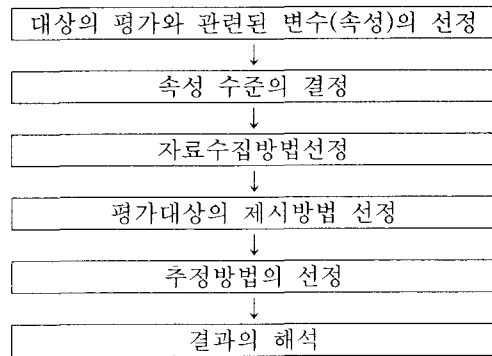 대상의 평가와 관련된 변수(속성)의 선정
↓
속성 수준의 결정
↓
자료수집방법선정
↓
평가대상의 제시방법 선정
↓
추정방법의 선정
↓
결과의 해석